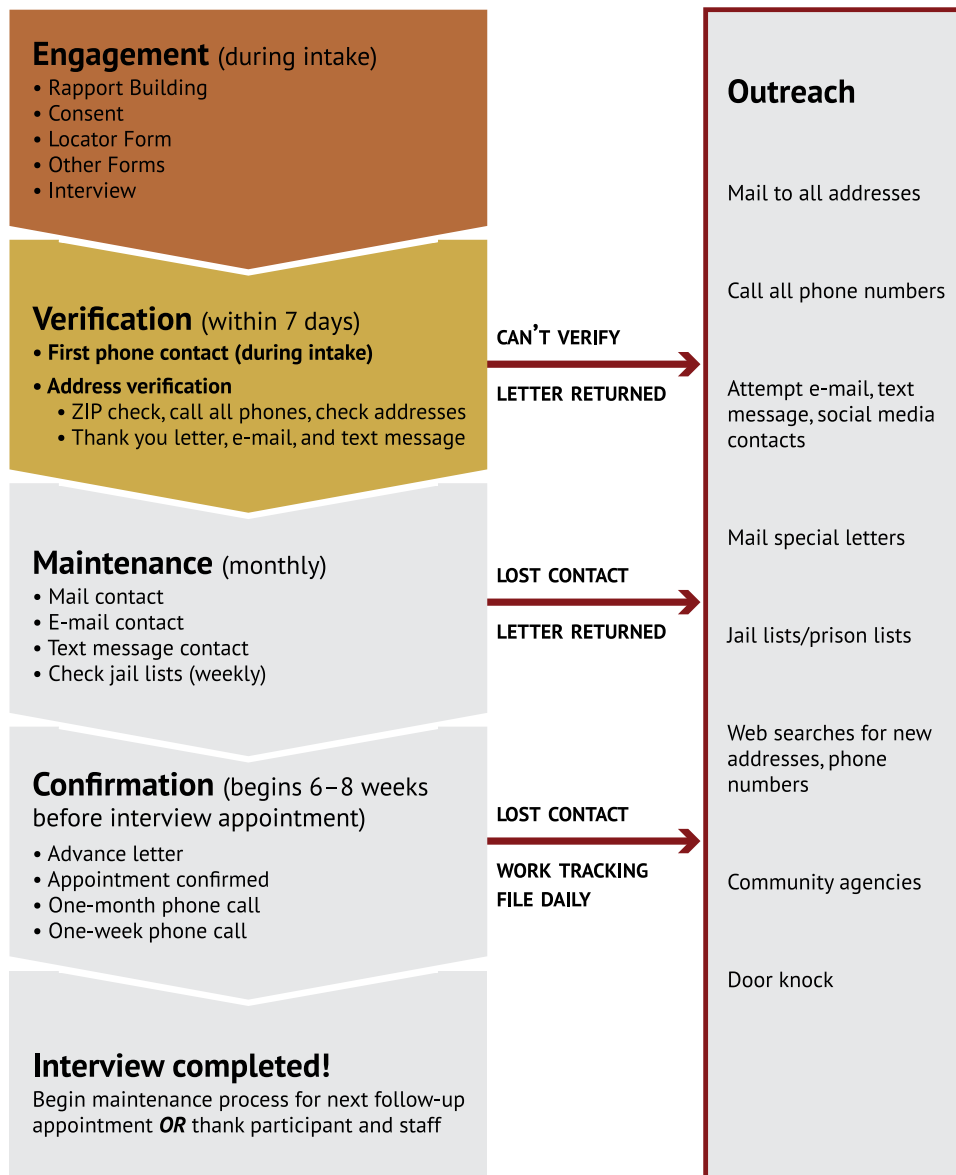 Engagement (during intake)
• Rapport Building
• Consent
• Locator Form
• Other Forms
• Interview
Verification (within 7 days)
• First phone contact (during intake)
• Address verification
• ZIP check, call all phones, check addresses
• Thank you letter, e-mail, and text message
CAN'T VERIFY
LETTER RETURNED
Maintenance (monthly)
• Mail contact
• E-mail contact
• Text message contact
• Check jail lists (weekly)
LOST CONTACT
LETTER RETURNED
Confirmation (begins 6–8 weeks
before interview appointment)
• Advance letter
• Appointment confirmed
• One-month phone call
• One-week phone call
LOST CONTACT
WORK TRACKING
FILE DAILY
Interview completed!
Begin maintenance process for next follow-up
appointment OR thank participant and staff
Outreach
Mail to all addresses
Call all phone numbers
Attempt e-mail, text
message, social media
contacts
Mail special letters
Jail lists/prison lists
Web searches for new
addresses, phone
numbers
Community agencies
Door knock